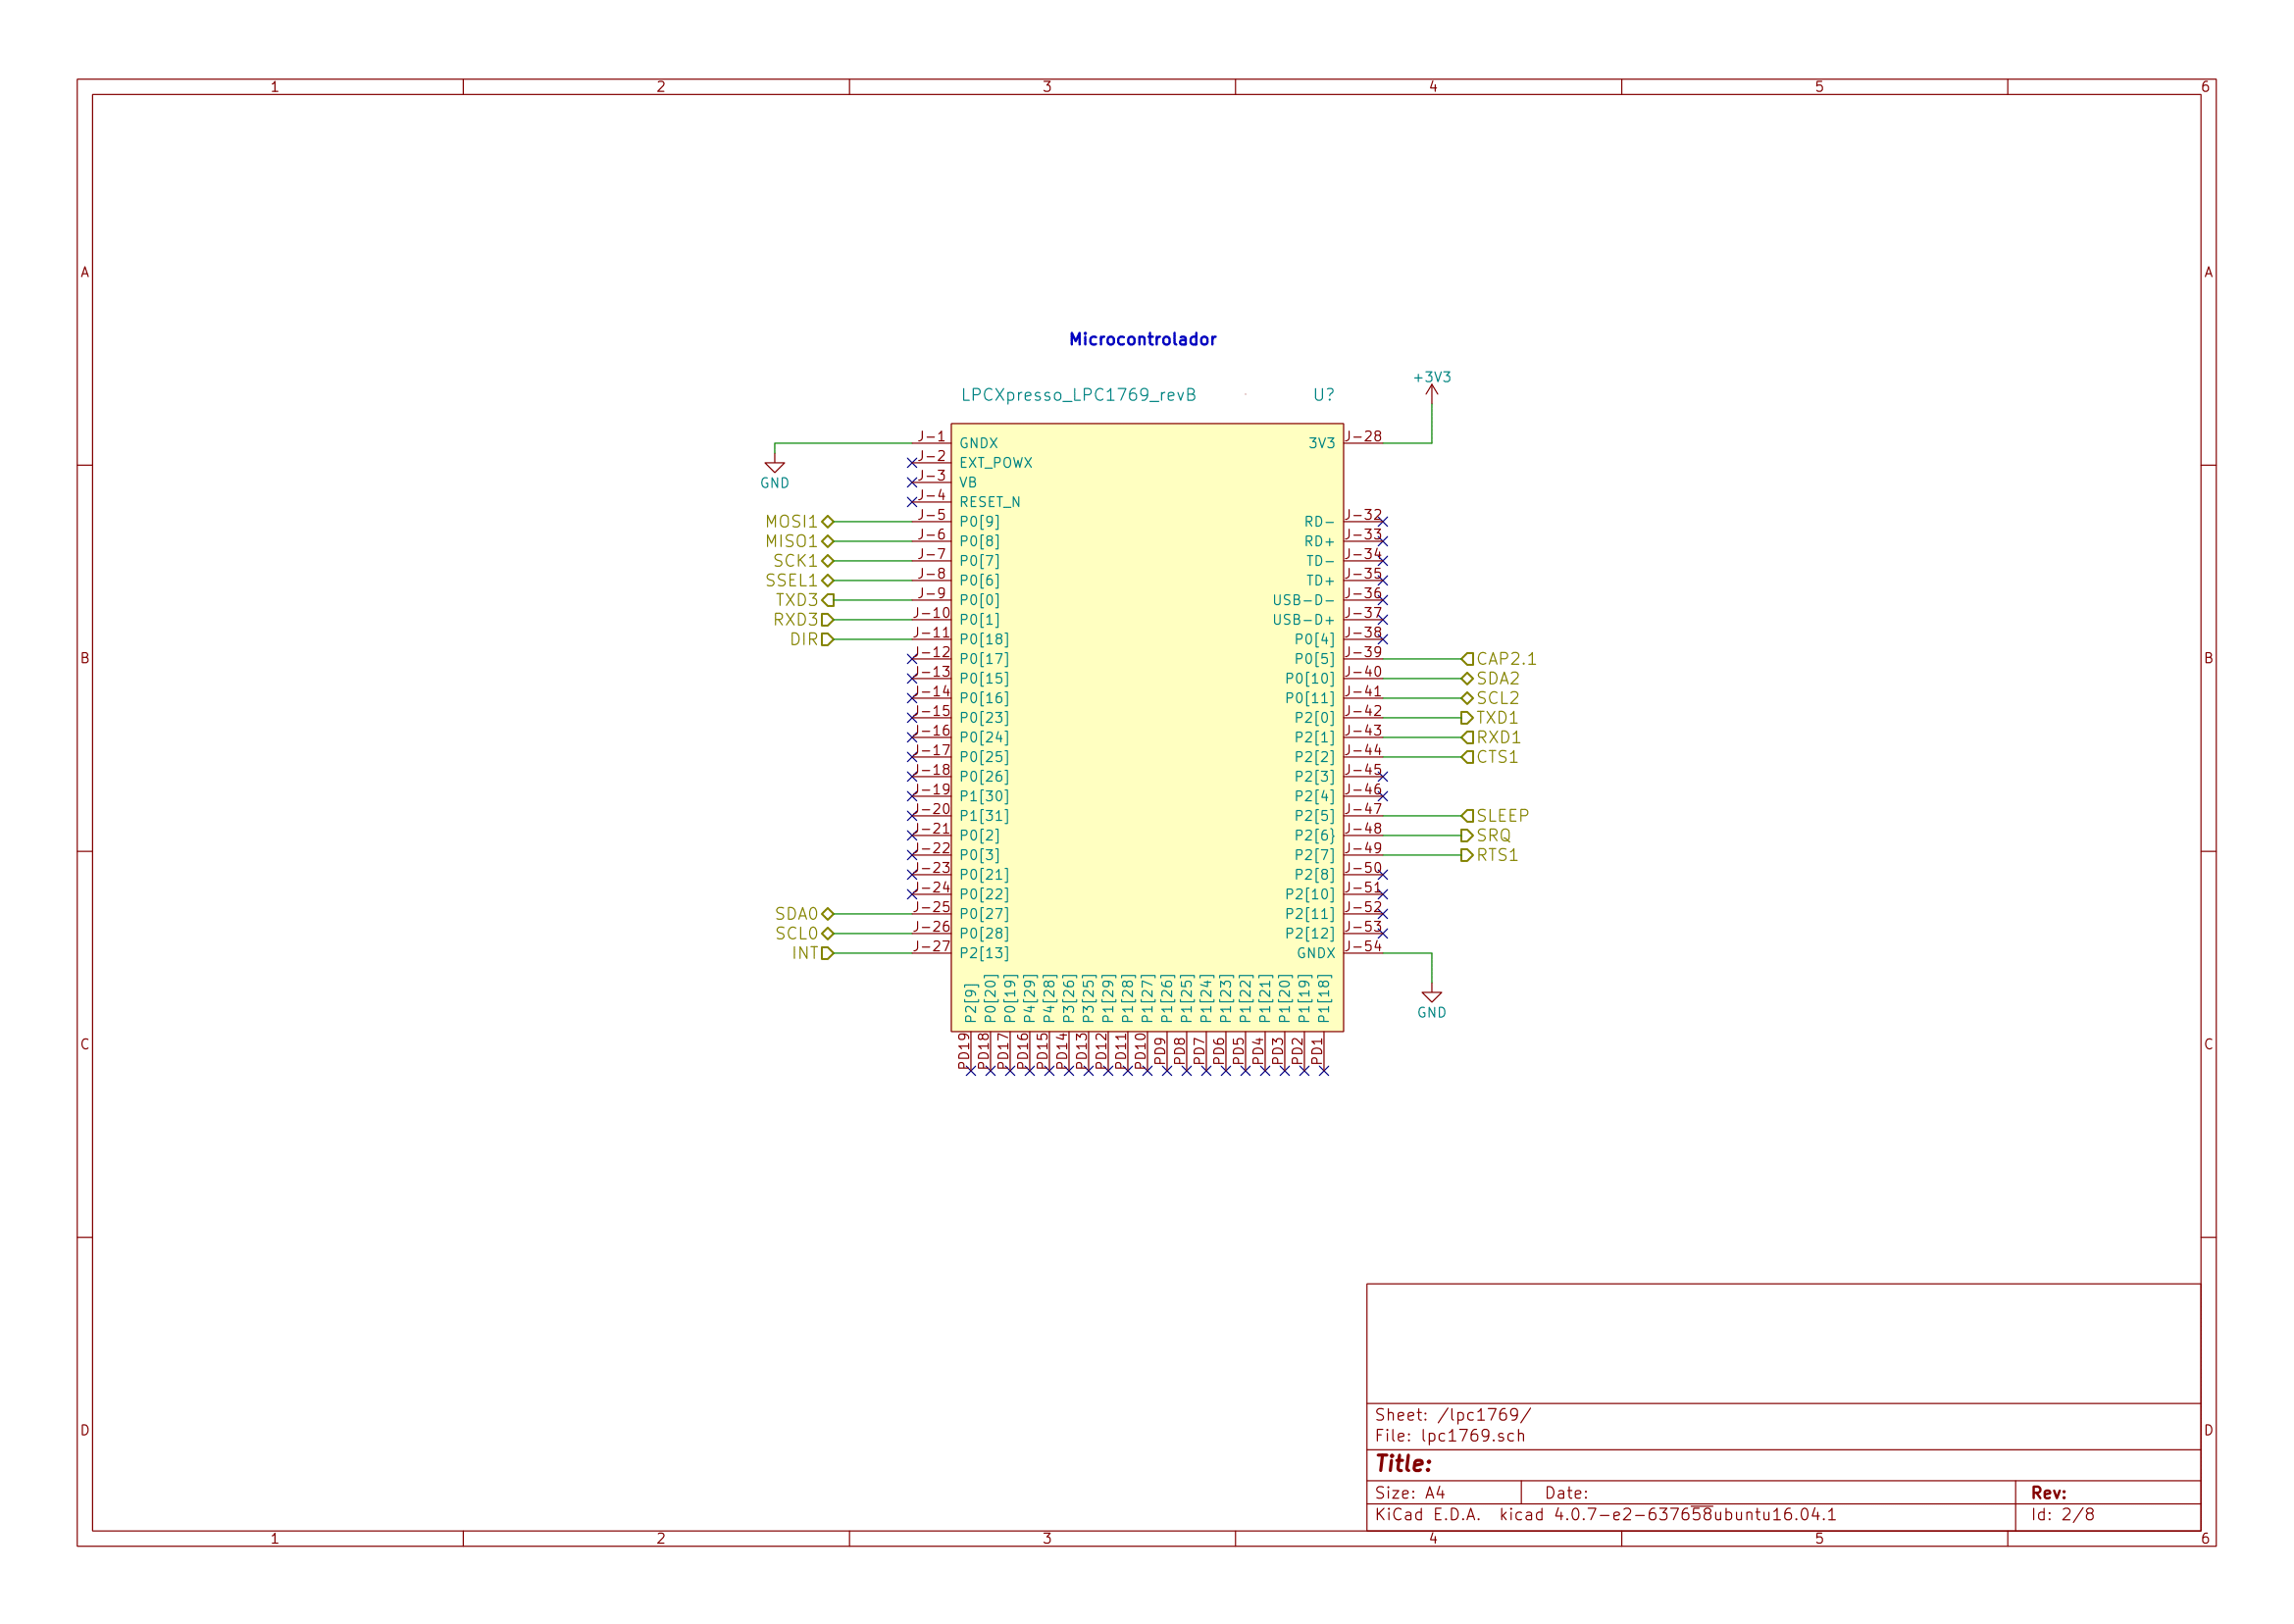 1 2 3 4 5 6
A A
B B
C C
D D
Microcontrolador
LPCXpresso_LPC1769_revB U?
+3V3
J-1 GNDX 3V3 J-28
J-2 EXT_POWX
GND J-3 VB
J-4 RESET_N
MOSI1 J-5 P0[9] RD- J-32
MISO1 J-6 P0[8] RD+ J-33
SCK1 J-7 P0[7] TD- J-34
SSEL1 J-8 P0[6] TD+ J-35
TXD3 J-9 P0[0] USB-D- J-36
RXD3 J-10 P0[1] USB-D+ J-37
DIR J-11 P0[18] P0[4] J-38
J-12 P0[17] P0[5] J-39 CAP2.1
J-13 P0[15] P0[10] J-40 SDA2
J-14 P0[16] P0[11] J-41 SCL2
J-15 P0[23] P2[0] J-42 TXD1
J-16 P0[24] P2[1] J-43 RXD1
J-17 P0[25] P2[2] J-44 CTS1
J-18 P0[26] P2[3] J-45
J-19 P1[30] P2[4] J-46
J-20 P1[31] P2[5] J-47 SLEEP
J-21 P0[2] P2[6} J-48 SRQ
J-22 P0[3] P2[7] J-49 RTS1
J-23 P0[21] P2[8] J-50
J-24 P0[22] P2[10] J-51
SDA0 J-25 P0[27] P2[11] J-52
SCL0 J-26 P0[28] P2[12] J-53
INT J-27 P2[13] GNDX J-54
GND
P2[9] P0[20] P0[19] P4[29] P4[28] P3[26] P3[25] P1[29] P1[28] P1[27] P1[26] P1[25] P1[24] P1[23] P1[22] P1[21] P1[20] P1[19] P1[18]
PD19 PD18 PD17 PD16 PD15 PD14 PD13 PD12 PD11 PD10 PD9 PD8 PD7 PD6 PD5 PD4 PD3 PD2 PD1
Sheet: /lpc1769/
File: lpc1769.sch
Title:
Size: A4 Date: Rev:
KiCad E.D.A. kicad 4.0.7-e2-637658ubuntu16.04.1 Id: 2/8
1 2 3 4 5 6